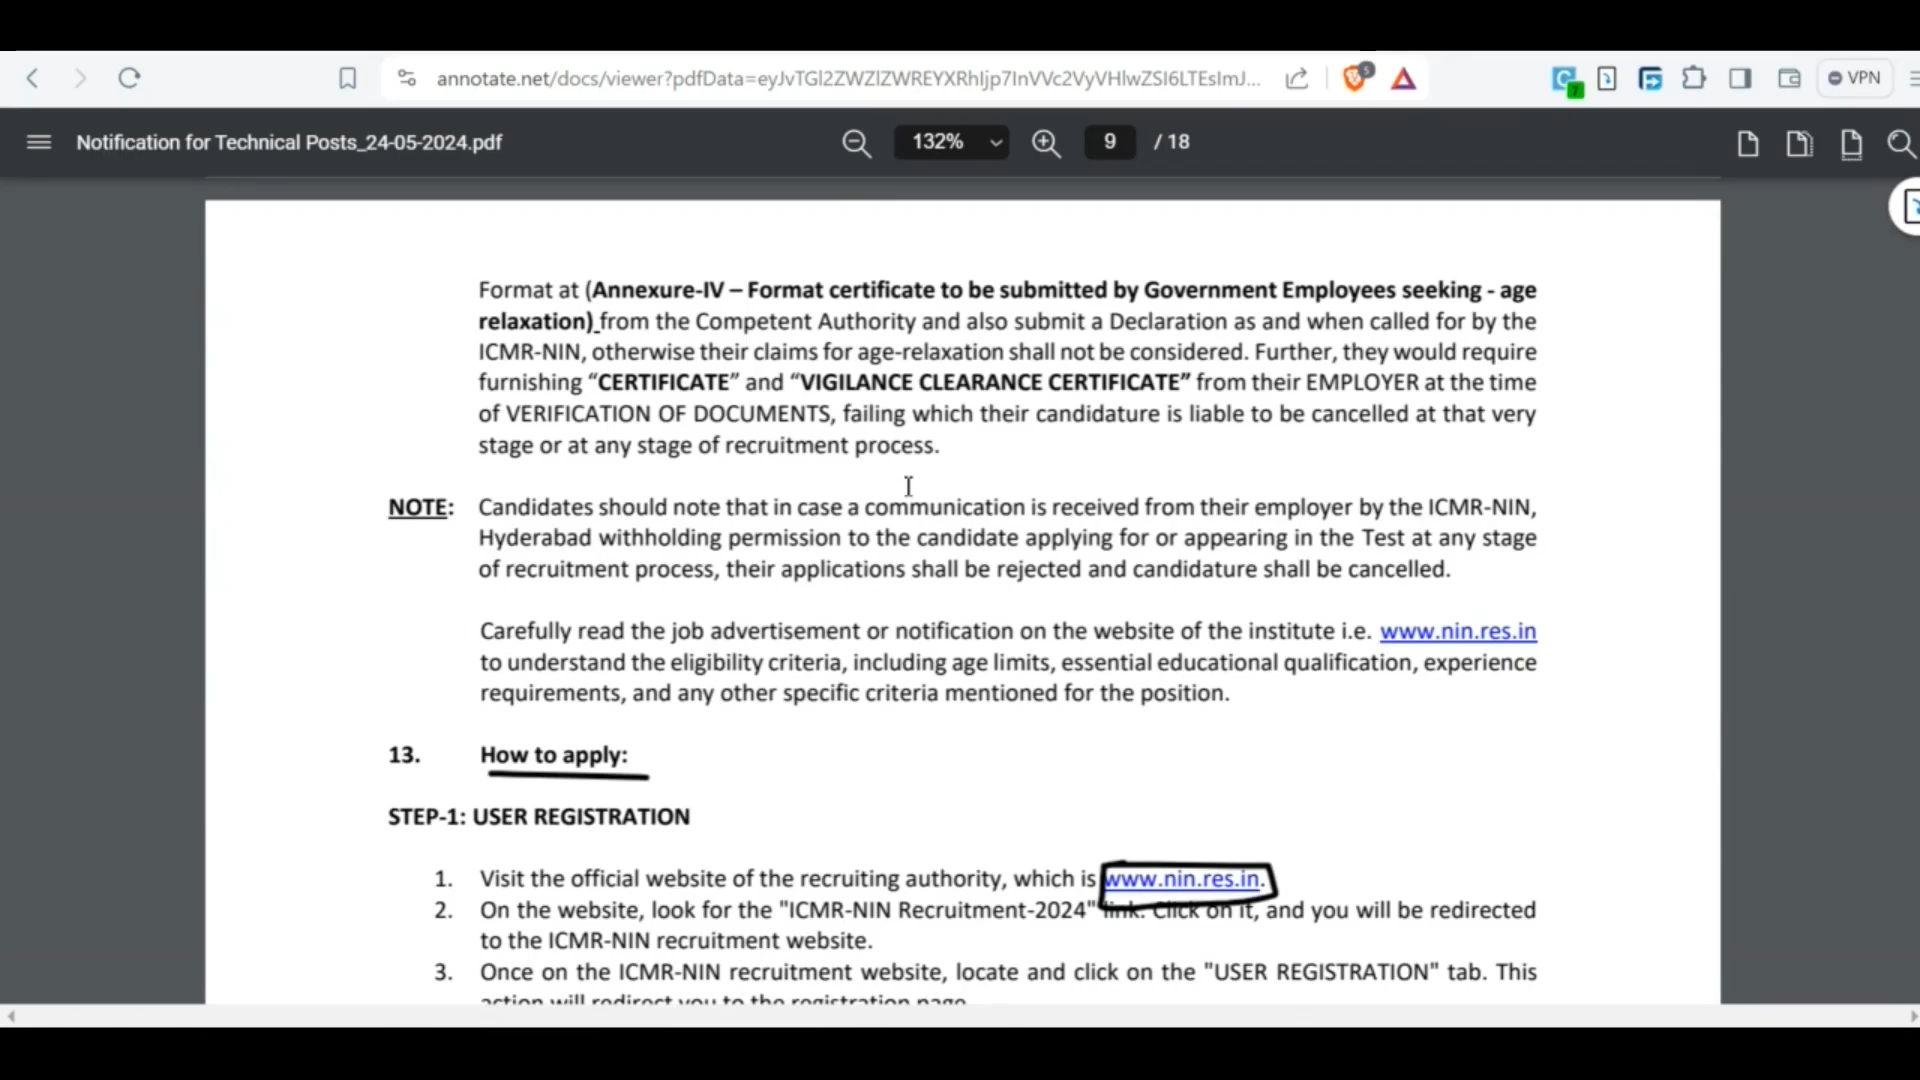 annotate.net/docs/viewer?pdfData=eyJvTGl2ZWZlZWREYXRhIjp7InVVc2VyVHlwZSI6LTEsImJ...
5
7
VPN
Notification for Technical Posts_24-05-2024.pdf
132%
9 / 18
Format at (Annexure-IV – Format certificate to be submitted by Government Employees seeking - age
relaxation) from the Competent Authority and also submit a Declaration as and when called for by the
ICMR-NIN, otherwise their claims for age-relaxation shall not be considered. Further, they would require
furnishing “CERTIFICATE” and “VIGILANCE CLEARANCE CERTIFICATE” from their EMPLOYER at the time
of VERIFICATION OF DOCUMENTS, failing which their candidature is liable to be cancelled at that very
stage or at any stage of recruitment process.
NOTE: Candidates should note that in case a communication is received from their employer by the ICMR-NIN,
Hyderabad withholding permission to the candidate applying for or appearing in the Test at any stage
of recruitment process, their applications shall be rejected and candidature shall be cancelled.
Carefully read the job advertisement or notification on the website of the institute i.e. www.nin.res.in
to understand the eligibility criteria, including age limits, essential educational qualification, experience
requirements, and any other specific criteria mentioned for the position.
13. How to apply:
STEP-1: USER REGISTRATION
1. Visit the official website of the recruiting authority, which is www.nin.res.in.
2. On the website, look for the "ICMR-NIN Recruitment-2024" link. Click on it, and you will be redirected
to the ICMR-NIN recruitment website.
3. Once on the ICMR-NIN recruitment website, locate and click on the "USER REGISTRATION" tab. This
action will redirect you to the registration page.